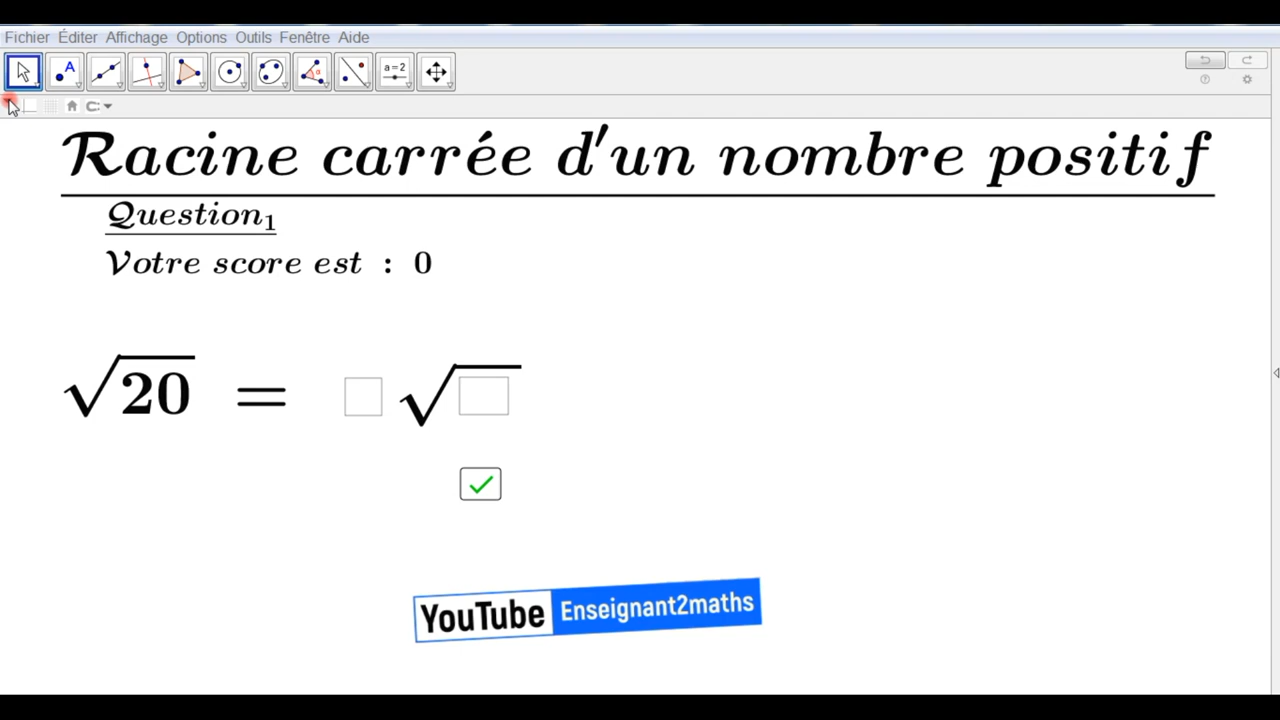 Fichier Éditer Affichage Options Outils Fenêtre Aide
A α a=2
Racine carrée d'un nombre positif
Question1
Votre score est : 0
√20 = √
YouTube Enseignant2maths